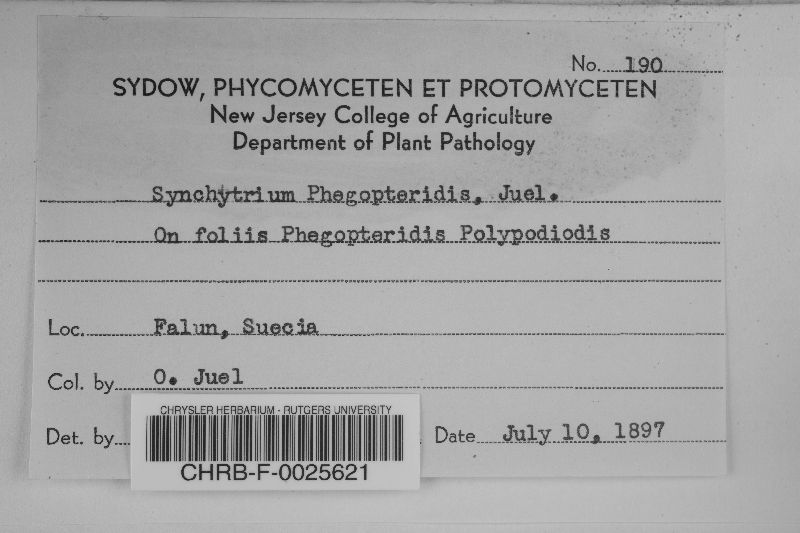 No. 190
SYDOW, PHYCOMYCETEN ET PROTOMYCETEN
New Jersey College of Agriculture
Department of Plant Pathology
Synchytrium Phegopteridis, Juel.
On foliis Phegopteridis Polypodiodis
Loc. Falun, Suecia
Col. by O. Juel
CHRYSLER HERBARIUM - RUTGERS UNIVERSITY
Det. by Date July 10, 1897
CHRB-F-0025621